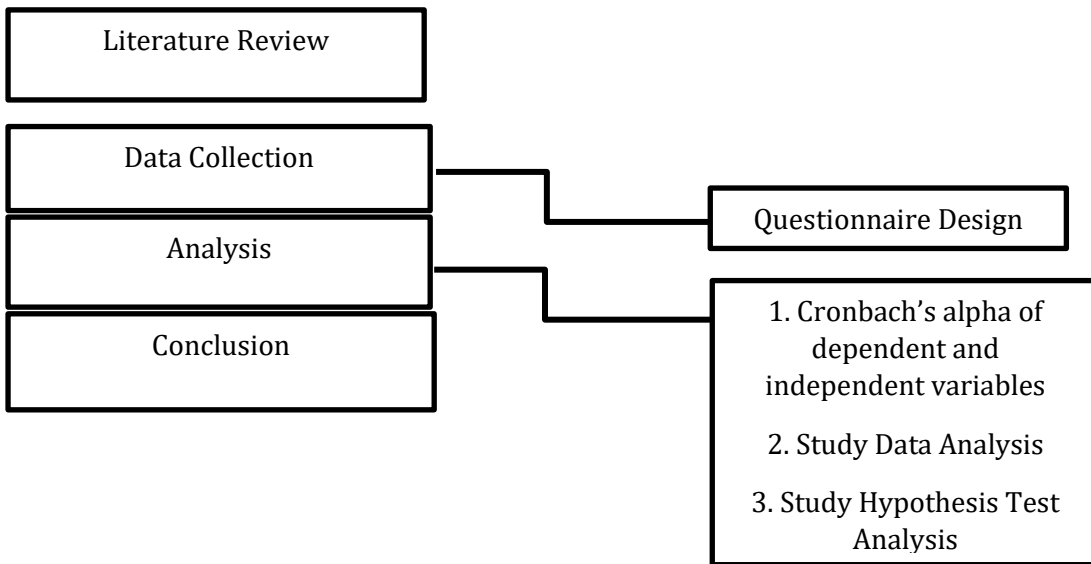 Literature Review
Data Collection
Questionnaire Design
Analysis
Conclusion
1. Cronbach’s alpha of
dependent and
independent variables
2. Study Data Analysis
3. Study Hypothesis Test
Analysis